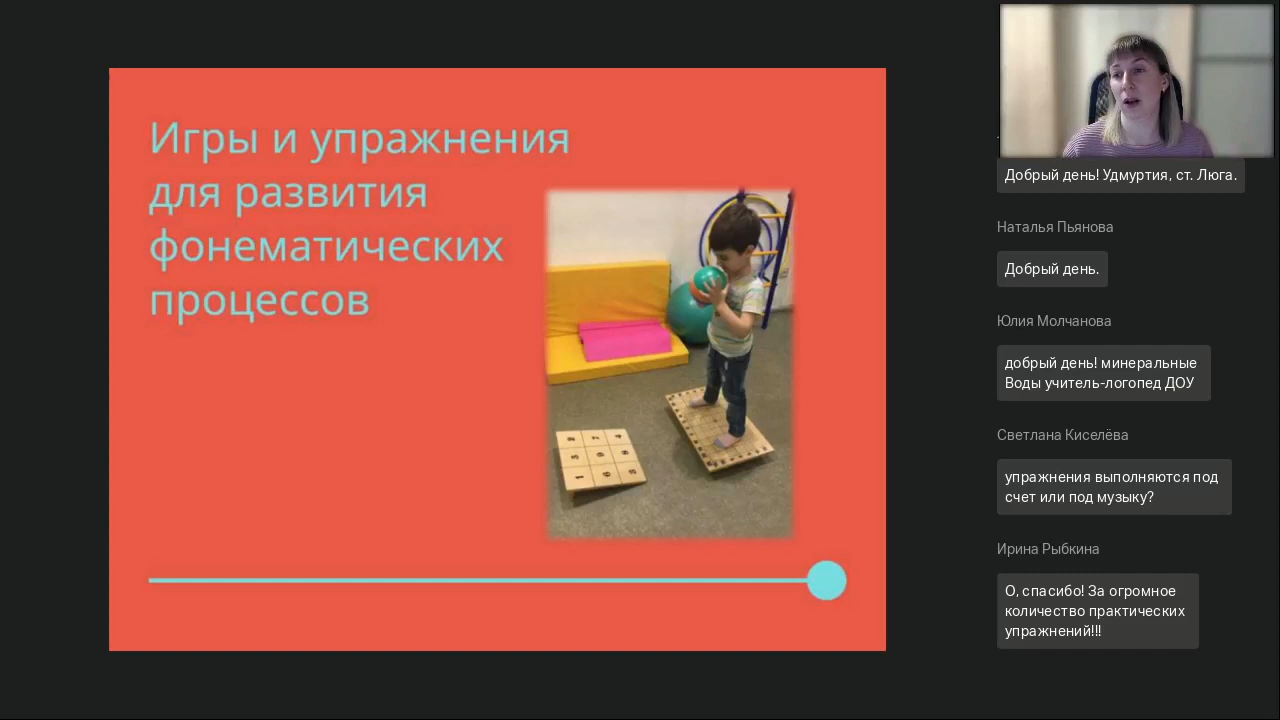 Игры и упражнения
для развития
фонематических
процессов
Добрый день! Удмуртия, ст. Люга.
Наталья Пьянова
Добрый день.
Юлия Молчанова
добрый день! минеральные
Воды учитель-логопед ДОУ
Светлана Киселёва
упражнения выполняются под
счет или под музыку?
Ирина Рыбкина
О, спасибо! За огромное
количество практических
упражнений!!!